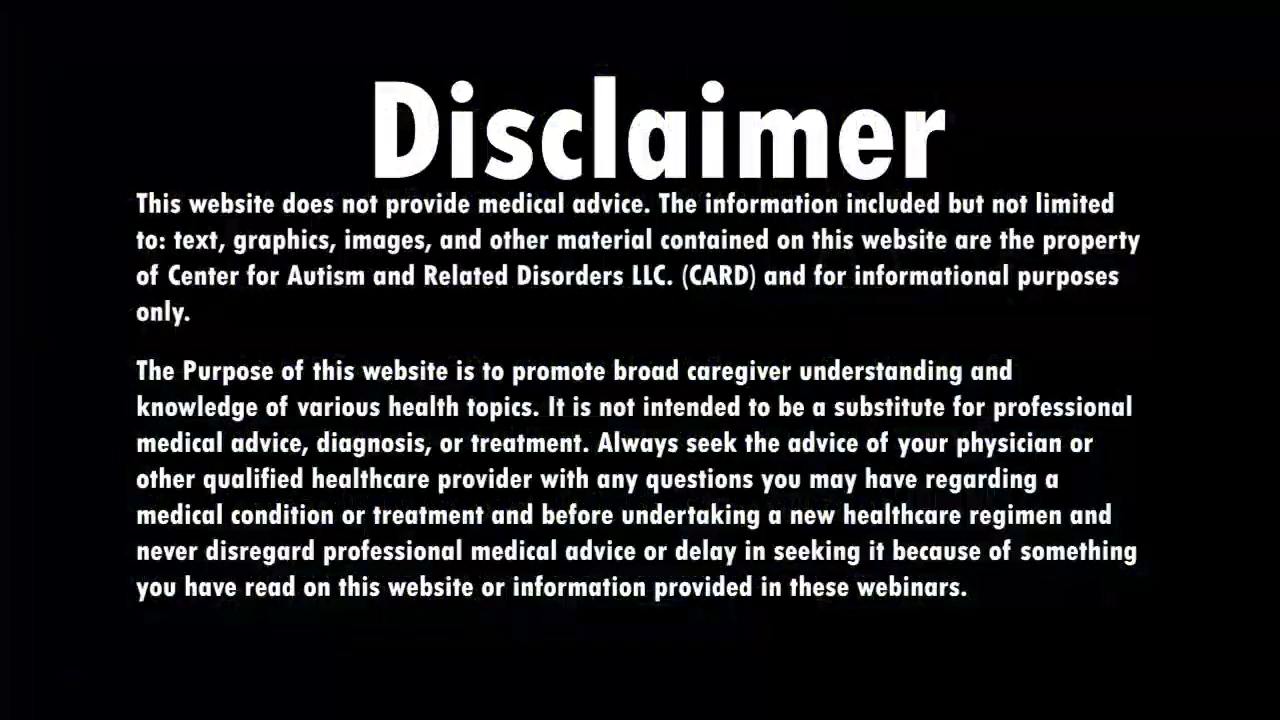 Disclaimer
This website does not provide medical advice. The information included but not limited
to: text, graphics, images, and other material contained on this website are the property
of Center for Autism and Related Disorders LLC. (CARD) and for informational purposes
only.
The Purpose of this website is to promote broad caregiver understanding and
knowledge of various health topics. It is not intended to be a substitute for professional
medical advice, diagnosis, or treatment. Always seek the advice of your physician or
other qualified healthcare provider with any questions you may have regarding a
medical condition or treatment and before undertaking a new healthcare regimen and
never disregard professional medical advice or delay in seeking it because of something
you have read on this website or information provided in these webinars.